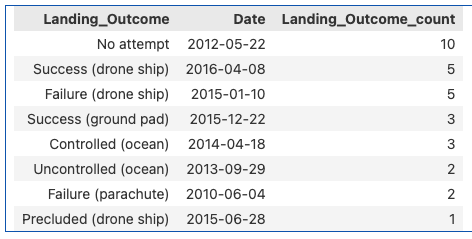 Landing_Outcome Date Landing_Outcome_count
No attempt 2012-05-22 10
Success (drone ship) 2016-04-08 5
Failure (drone ship) 2015-01-10 5
Success (ground pad) 2015-12-22 3
Controlled (ocean) 2014-04-18 3
Uncontrolled (ocean) 2013-09-29 2
Failure (parachute) 2010-06-04 2
Precluded (drone ship) 2015-06-28 1